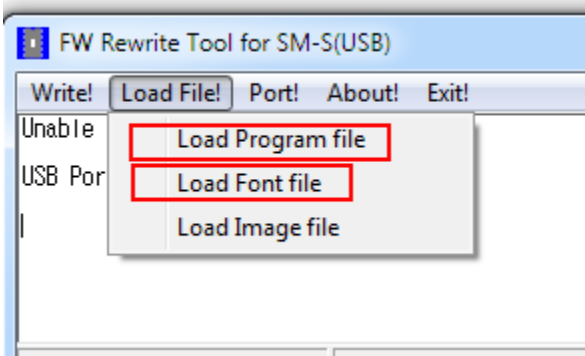 FW Rewrite Tool for SM-S(USB)
Write! Load File! Port! About! Exit!
Unable
Load Program file
USB Por
Load Font file
Load Image file